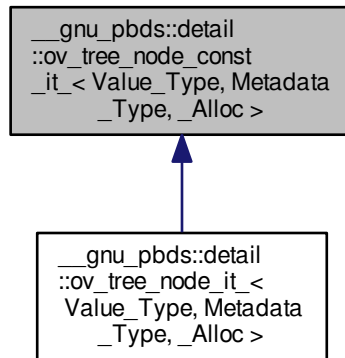 __gnu_pbds::detail
::ov_tree_node_const
_it_< Value_Type, Metadata
_Type, _Alloc >
__gnu_pbds::detail
::ov_tree_node_it_<
Value_Type, Metadata
_Type, _Alloc >